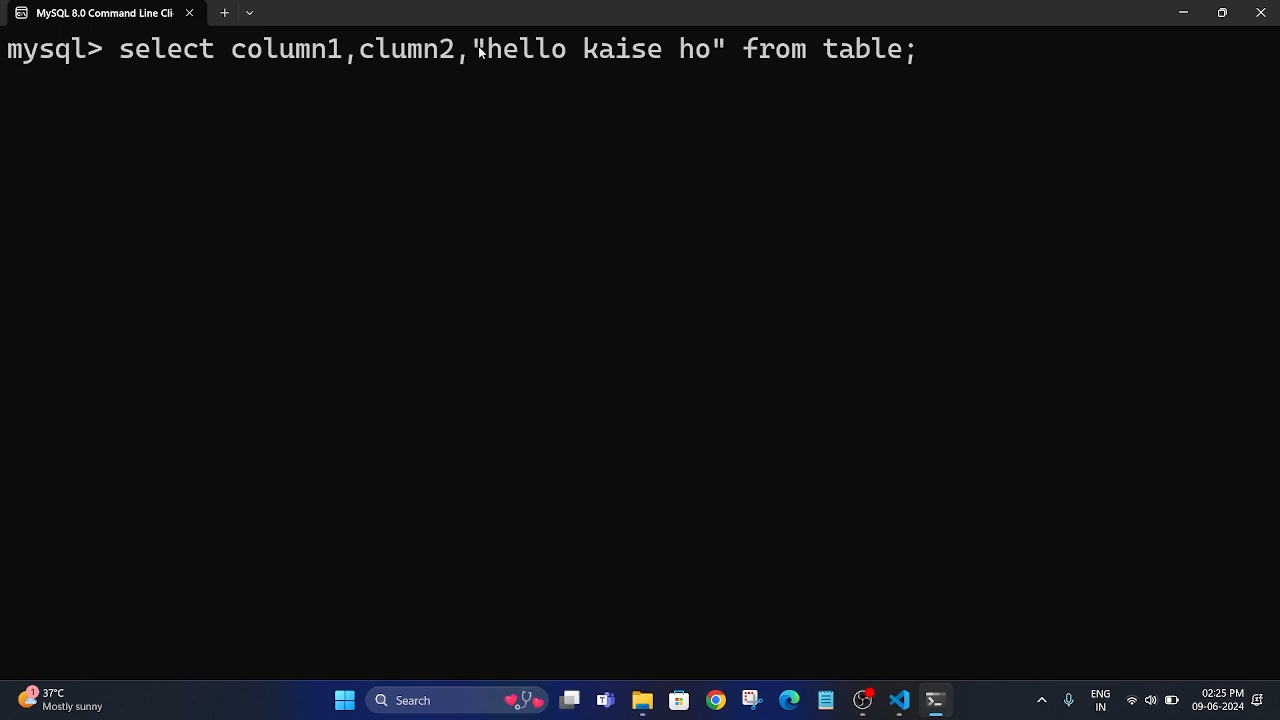 MySQL 8.0 Command Line Cli
mysql> select column1,clumn2,"hello kaise ho" from table;
1
37°C
Mostly sunny
Search
ENG
IN
02:25 PM
09-06-2024